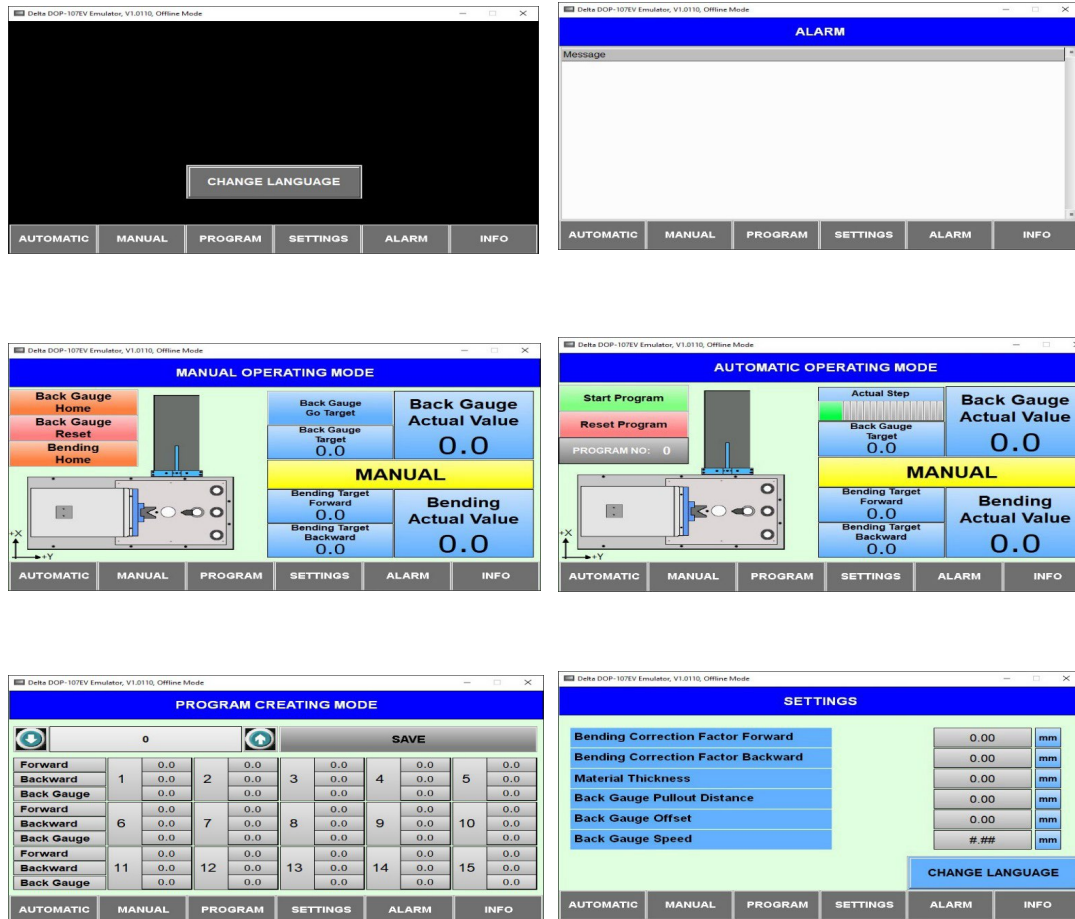 Delta DOP-107EV Emulator, V1.0110, Offline Mode
CHANGE LANGUAGE
AUTOMATIC MANUAL PROGRAM SETTINGS ALARM INFO
Delta DOP-107EV Emulator, V1.0110, Offline Mode
ALARM
Message
AUTOMATIC MANUAL PROGRAM SETTINGS ALARM INFO
Delta DOP-107EV Emulator, V1.0110, Offline Mode
MANUAL OPERATING MODE
Back Gauge
Home
Back Gauge
Reset
Bending
Home
+X
+Y
Back Gauge
Go Target
Back Gauge
Target
0.0
Back Gauge
Actual Value
0.0
MANUAL
Bending Target
Forward
0.0
Bending Target
Backward
0.0
Bending
Actual Value
0.0
AUTOMATIC MANUAL PROGRAM SETTINGS ALARM INFO
Delta DOP-107EV Emulator, V1.0110, Offline Mode
AUTOMATIC OPERATING MODE
Start Program
Reset Program
PROGRAM NO: 0
+X
+Y
Actual Step
Back Gauge
Target
0.0
Back Gauge
Actual Value
0.0
MANUAL
Bending Target
Forward
0.0
Bending Target
Backward
0.0
Bending
Actual Value
0.0
AUTOMATIC MANUAL PROGRAM SETTINGS ALARM INFO
Delta DOP-107EV Emulator, V1.0110, Offline Mode
PROGRAM CREATING MODE
0 SAVE
Forward 0.0 0.0 0.0 0.0 0.0
Backward 1 0.0 2 0.0 3 0.0 4 0.0 5 0.0
Back Gauge 0.0 0.0 0.0 0.0 0.0
Forward 0.0 0.0 0.0 0.0 0.0
Backward 6 0.0 7 0.0 8 0.0 9 0.0 10 0.0
Back Gauge 0.0 0.0 0.0 0.0 0.0
Forward 0.0 0.0 0.0 0.0 0.0
Backward 11 0.0 12 0.0 13 0.0 14 0.0 15 0.0
Back Gauge 0.0 0.0 0.0 0.0 0.0
AUTOMATIC MANUAL PROGRAM SETTINGS ALARM INFO
Delta DOP-107EV Emulator, V1.0110, Offline Mode
SETTINGS
Bending Correction Factor Forward 0.00 mm
Bending Correction Factor Backward 0.00 mm
Material Thickness 0.00 mm
Back Gauge Pullout Distance 0.00 mm
Back Gauge Offset 0.00 mm
Back Gauge Speed #.## mm
CHANGE LANGUAGE
AUTOMATIC MANUAL PROGRAM SETTINGS ALARM INFO